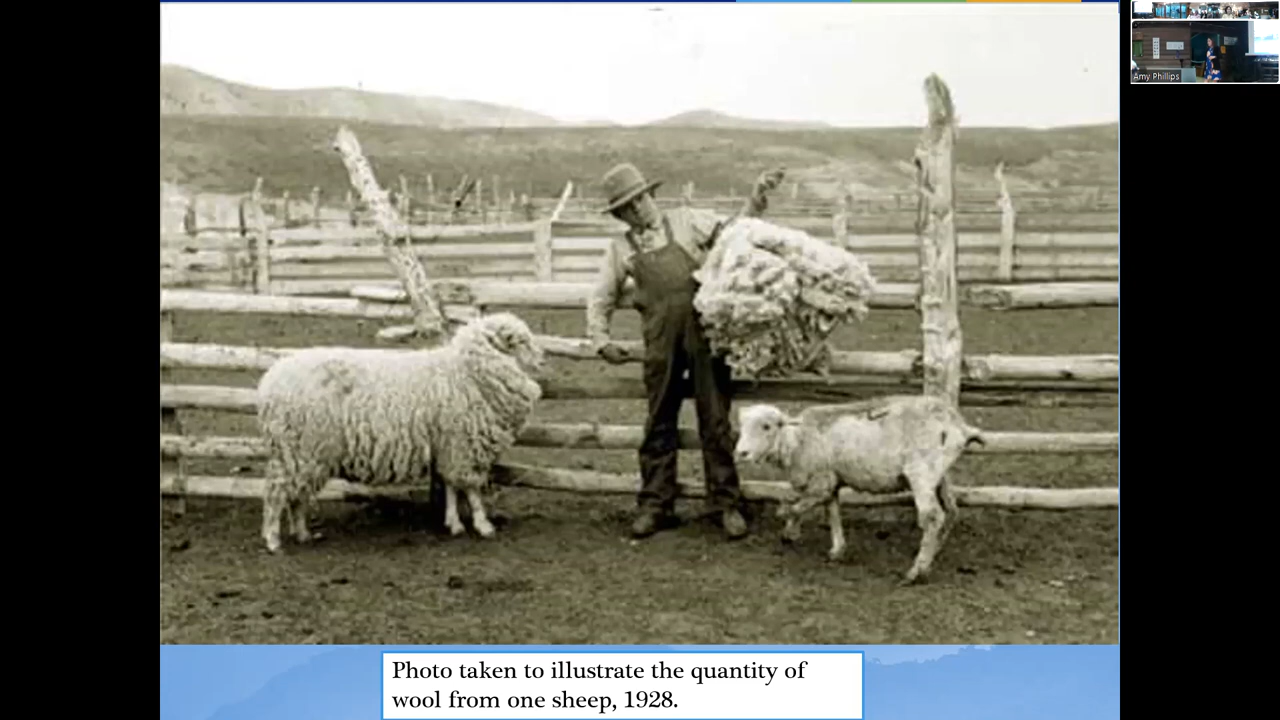 Amy Phillips
Photo taken to illustrate the quantity of
wool from one sheep, 1928.